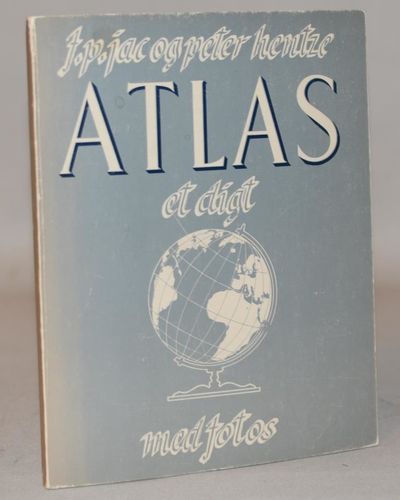 f.p.jac og peter hentze
ATLAS
et digt
med fotos